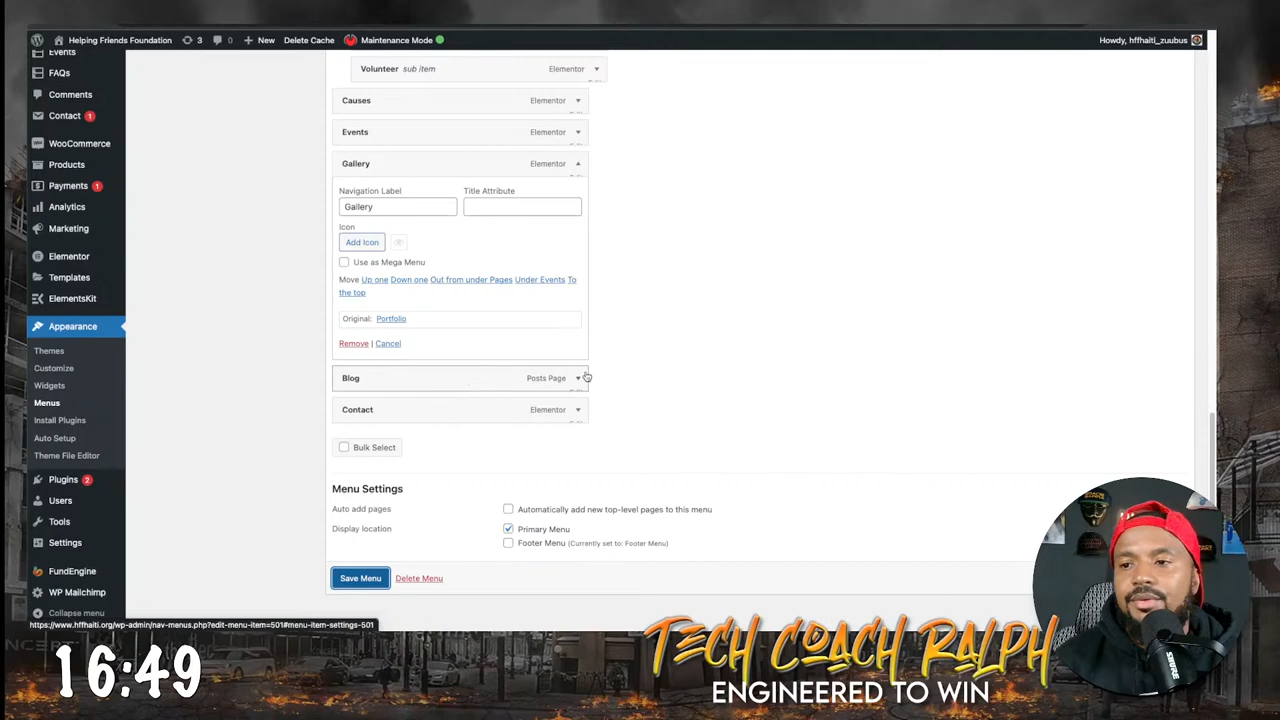 Helping Friends Foundation 3 0 New Delete Cache Maintenance Mode Howdy, hffhaiti_zuubus
Events
FAQs
Comments
Contact 1
WooCommerce
Products
Payments 1
Analytics
Marketing
Elementor
Templates
ElementsKit
Appearance
Themes
Customize
Widgets
Menus
Install Plugins
Auto Setup
Theme File Editor
Plugins 2
Users
Tools
Settings
FundEngine
WP Mailchimp
Collapse menu
Volunteer sub item Elementor
Causes Elementor
Events Elementor
Gallery Elementor
Navigation Label Title Attribute
Gallery
Icon
Add Icon
Use as Mega Menu
Move Up one Down one Out from under Pages Under Events To
the top
Original: Portfolio
Remove | Cancel
Blog Posts Page
Contact Elementor
Bulk Select
Menu Settings
Auto add pages Automatically add new top-level pages to this menu
Display location Primary Menu
Footer Menu (Currently set to: Footer Menu)
Save Menu Delete Menu
https://www.hffhaiti.org/wp-admin/nav-menus.php?edit-menu-item=501#menu-item-settings-501
16:49
TECH COACH RALPH
ENGINEERED TO WIN